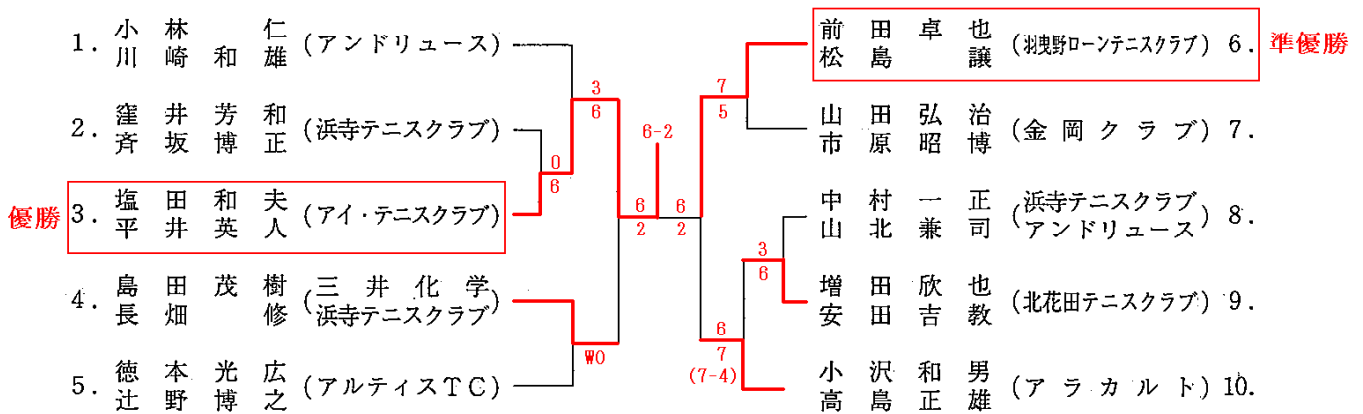 1. 小林 仁
川崎和雄 (アンドリュース)
2. 窪井芳和
斉坂博正 (浜寺テニスクラブ)
優勝 3. 塩田和夫
平井英人 (アイ・テニスクラブ)
4. 島田茂樹 (三井化学
長畑 修 浜寺テニスクラブ)
5. 徳本光広
辻野博之 (アルティスTC)
3
6
0
6
6-2
6
2
WO
6
2
7
5
3
6
6
7
(7-4)
前田卓也
松島 譲 (羽曳野ローンテニスクラブ) 6. 準優勝
山田弘治
市原昭博 (金岡クラブ) 7.
中村一正 (浜寺テニスクラブ
山北兼司 アンドリュース) 8.
増田欣也
安田吉教 (北花田テニスクラブ) 9.
小沢和男
高島正雄 (アラカルト) 10.